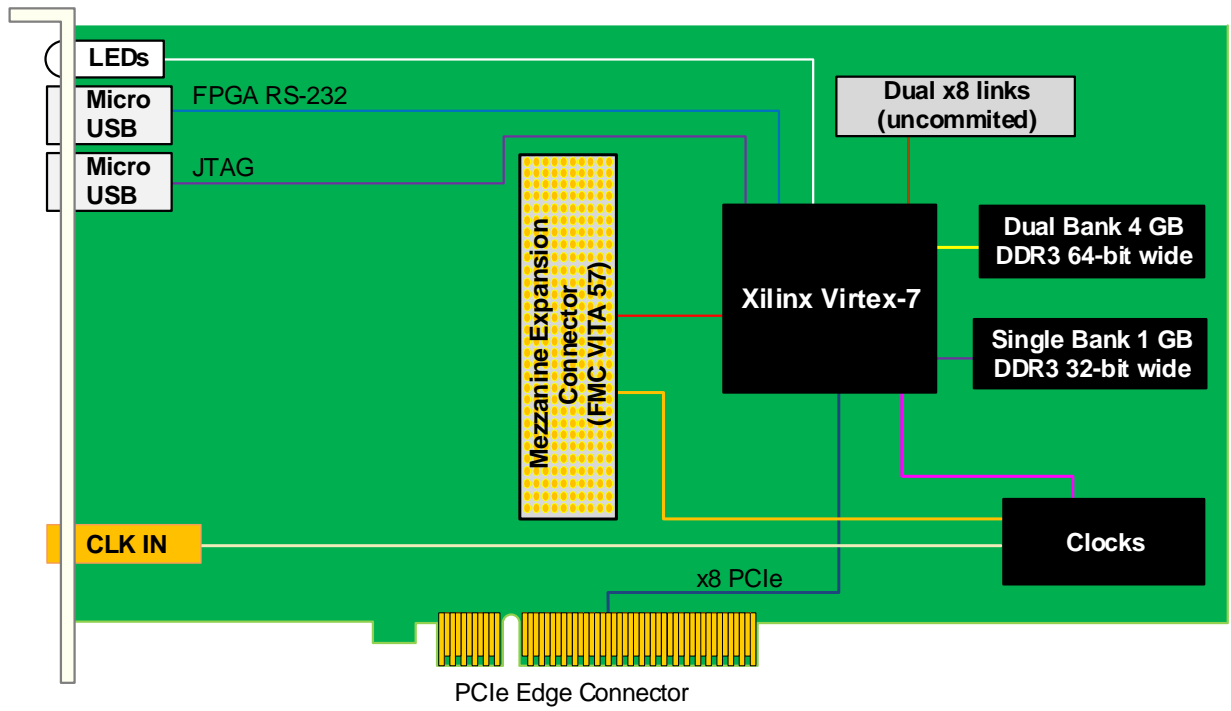 LEDs
Micro
USB
FPGA RS-232
Micro
USB
JTAG
Mezzanine Expansion
Connector
(FMC VITA 57)
Dual x8 links
(uncommited)
Xilinx Virtex-7
Dual Bank 4 GB
DDR3 64-bit wide
Single Bank 1 GB
DDR3 32-bit wide
CLK IN
Clocks
x8 PCIe
PCIe Edge Connector